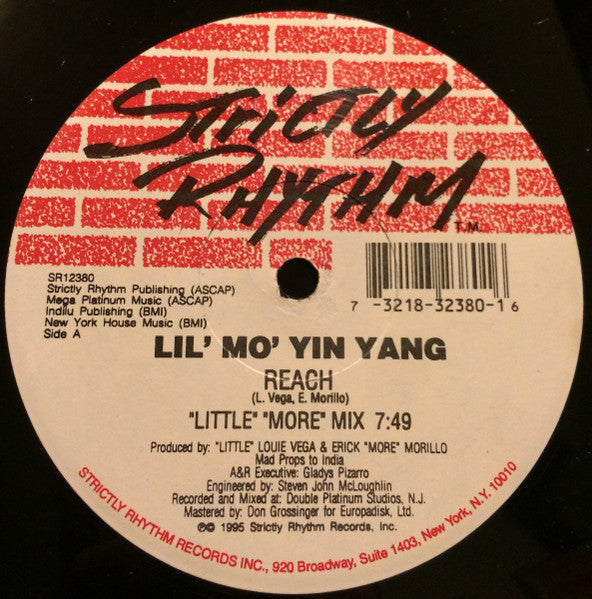 STRICTLY
RHYTHM T.M.
SR12380
Strictly Rhythm Publishing (ASCAP)
Mega Platinum Music (ASCAP)
Indilu Publishing (BMI)
New York House Music (BMI)
Side A
7 -3218-32380-1 6
LIL' MO' YIN YANG
REACH
(L. Vega, E. Morillo)
"LITTLE" "MORE" MIX 7:49
Produced by: "LITTLE" LOUIE VEGA & ERICK "MORE" MORILLO
Mad Props to India
A&R Executive: Gladys Pizarro
Engineered by: Steven John McLoughlin
Recorded and Mixed at: Double Platinum Studios, N.J.
Mastered by: Don Grossinger for Europadisk, Ltd.
℗© 1995 Strictly Rhythm Records, Inc.
STRICTLY RHYTHM RECORDS INC., 920 Broadway, Suite 1403, New York, N.Y. 10010